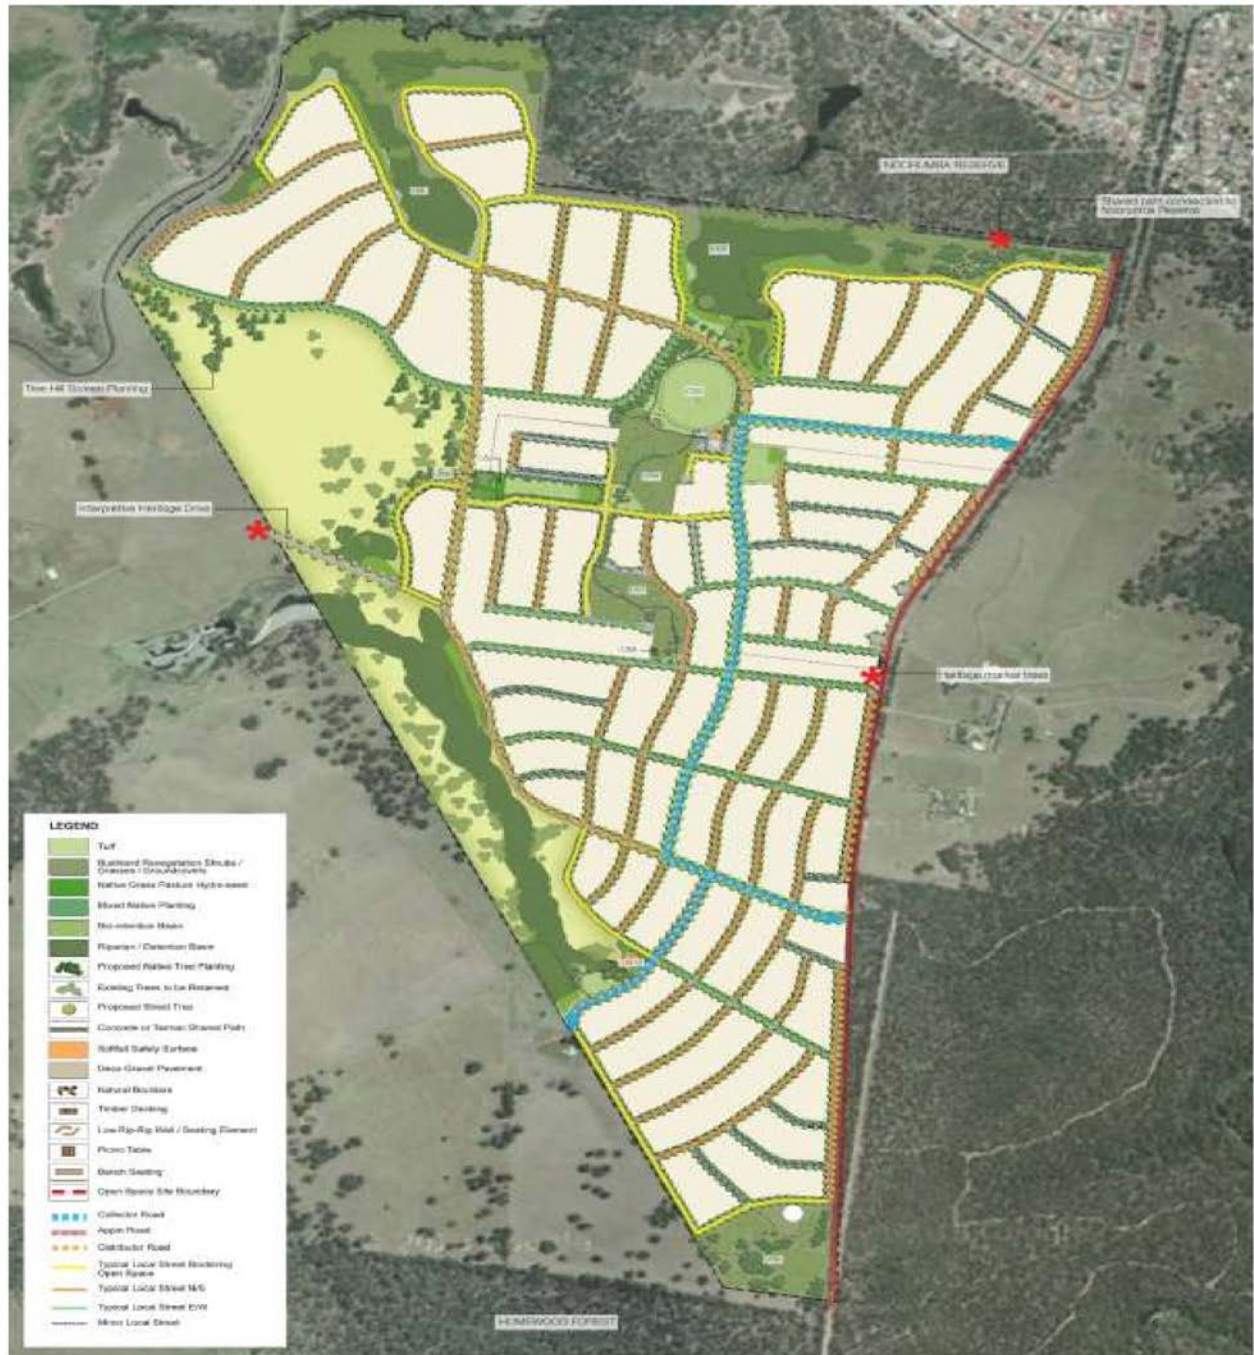 NOORUMBA RESERVE
Shared path connected to
Noorumba Reserve
Tree Hill Screen Planting
Interpretive Heritage Drive
Heritage marker trees
LEGEND
Turf
Bushland Revegetation Shrubs /
Grasses / Groundcovers
Native Grass Pasture Hydro-seed
Mixed Native Planting
Bio-retention Basin
Riparian / Detention Basin
Proposed Native Tree Planting
Existing Trees to be Retained
Proposed Street Tree
Concrete or Tarmac Shared Path
Softfall Safety Surface
Deco-Gravel Pavement
Natural Boulders
Timber Decking
Low Rip-Rap Wall / Seating Element
Picnic Table
Bench Seating
Open Space Site Boundary
Collector Road
Appin Road
Distributor Road
Typical Local Street Bordering
Open Space
Typical Local Street N/S
Typical Local Street E/W
Minor Local Street
HOMEWOOD FOREST